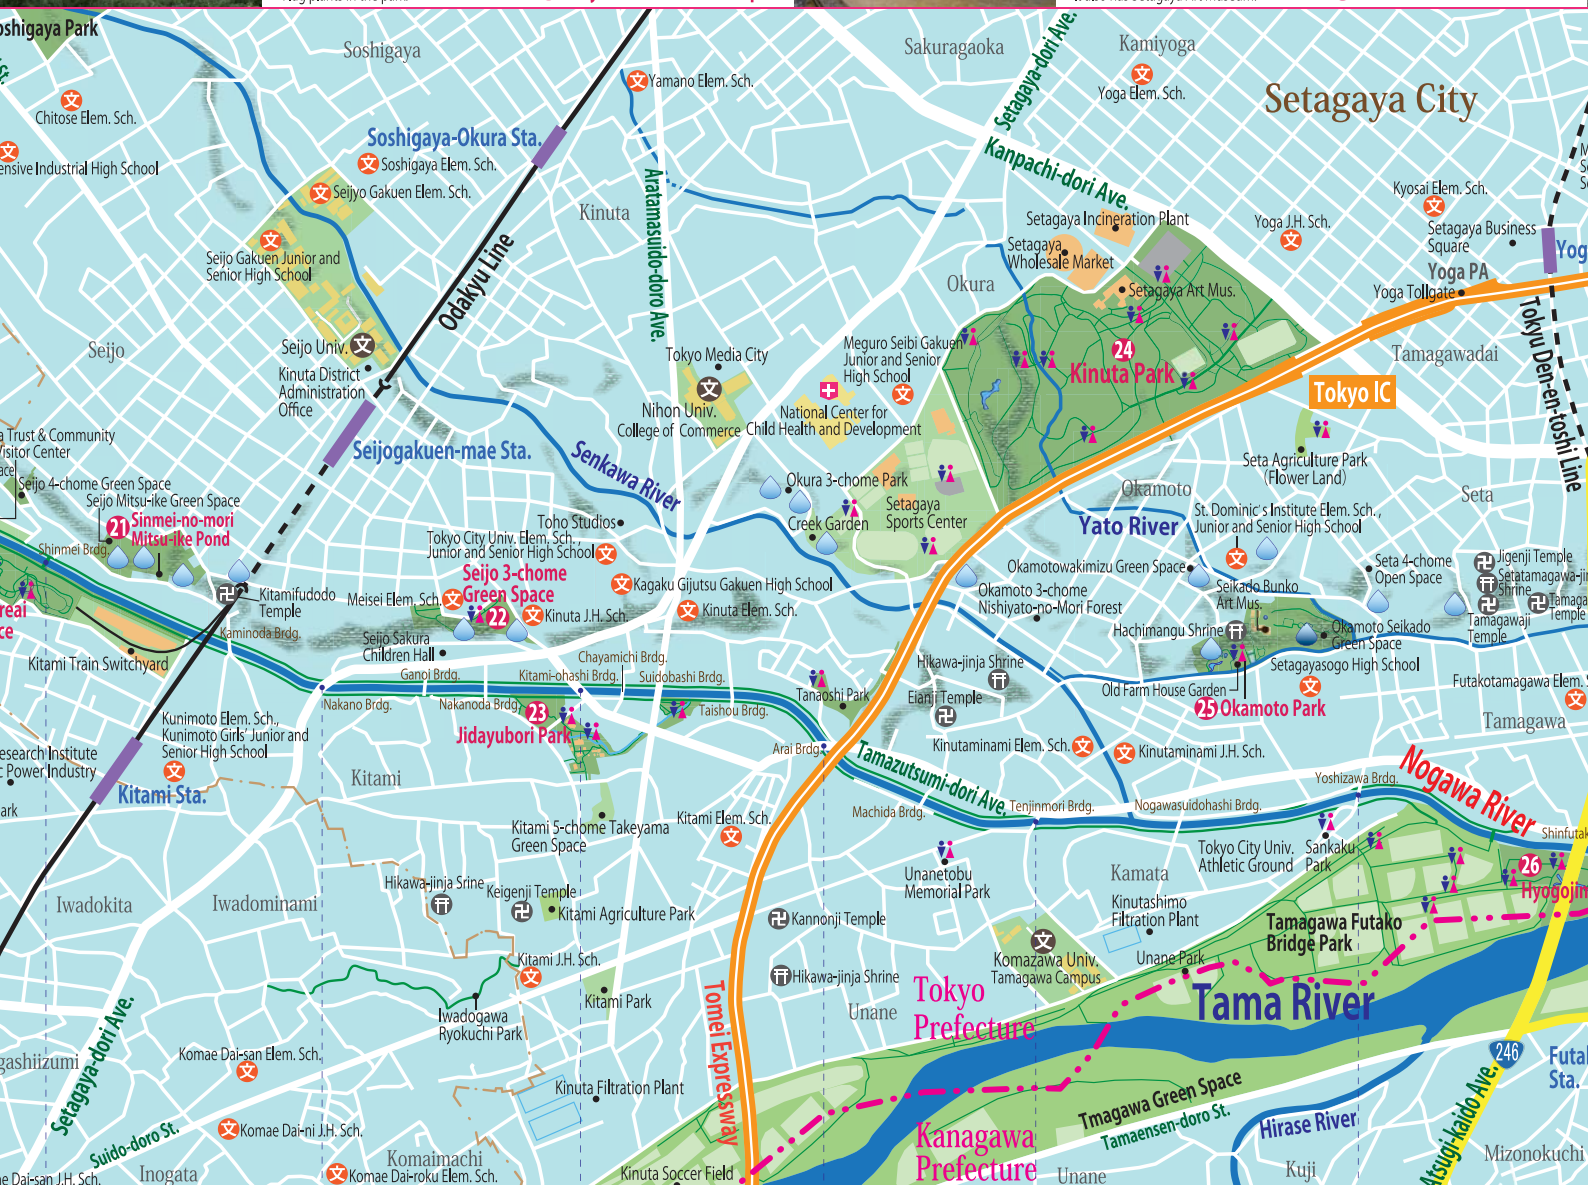 Soshigaya
Sakuragaoka
Kamiyoga
Setagaya-dori Ave.
Setagaya City
Yamano Elem. Sch.
Yoga Elem. Sch.
Chitose Elem. Sch.
Soshigaya-Okura Sta.
Soshigaya Elem. Sch.
Seijyo Gakuen Elem. Sch.
Kanpachi-dori Ave.
Aratamasuido-doro Ave.
Kinuta
Kyosai Elem. Sch.
Setagaya Incineration Plant
Yoga J.H. Sch.
Setagaya Business
Square
Setagaya
Wholesale Market
Seijo Gakuen Junior and
Senior High School
Odakyu Line
Yoga PA
Yoga Tollgate
Okura
Setagaya Art Mus.
Tokyu Den-en-toshi Line
Seijo
Seijo Univ.
Kinuta District
Administration
Office
Tokyo Media City
Nihon Univ.
College of Commerce
Meguro Seibi Gakuen
Junior and Senior
High School
National Center for
Child Health and Development
24
Kinuta Park
Tamagawadai
Tokyo IC
Seijogakuen-mae Sta.
Senkawa River
Seta Agriculture Park
(Flower Land)
Seijo 4-chome Green Space
Seijo Mitsu-ike Green Space
21
Sinmei-no-mori
Mitsu-ike Pond
Shinmei Brdg.
Okura 3-chome Park
Creek Garden
Setagaya
Sports Center
Okamoto
Seta
Yato River
St. Dominic's Institute Elem. Sch.,
Junior and Senior High School
Toho Studios
Tokyo City Univ. Elem. Sch.,
Junior and Senior High School
Seijo 3-chome
Green Space
22
Meisei Elem. Sch.
Kagaku Gijutsu Gakuen High School
Kinuta J.H. Sch.
Kinuta Elem. Sch.
Kitamifudodo
Temple
Kaminoda Brdg.
Kitami Train Switchyard
Seijo Sakura
Children Hall
Okamotowakimizu Green Space
Okamoto 3-chome
Nishiyato-no-Mori Forest
Seikado Bunko
Art Mus.
Seta 4-chome
Open Space
Jigenji Temple
Setatamagawa-jin
Shrine
Tamagawaji
Temple
Hachimangu Shrine
Okamoto Seikado
Green Space
Setagayasogo High School
Old Farm House Garden
25
Okamoto Park
Futakotamagawa Elem. S
Tamagawa
Chayamichi Brdg.
Ganoi Brdg.
Kitami-ohashi Brdg.
Suidobashi Brdg.
Nakano Brdg.
Nakanoda Brdg.
Taishou Brdg.
23
Jidayubori Park
Tanaoshi Park
Arai Brdg.
Hikawa-jinja Shrine
Eianji Temple
Kinutaminami Elem. Sch.
Kinutaminami J.H. Sch.
Kunimoto Elem. Sch.,
Kunimoto Girls' Junior and
Senior High School
Kitami Sta.
Kitami
Tamazutsumi-dori Ave.
Machida Brdg.
Tenjinmori Brdg.
Nogawasuidohashi Brdg.
Yoshizawa Brdg.
Nogawa River
Kitami 5-chome Takeyama
Green Space
Kitami Elem. Sch.
Tokyo City Univ.
Athletic Ground
Sankaku
Park
Unanetobu
Memorial Park
Kamata
26
Hikawa-jinja Srine
Keigenji Temple
Kitami Agriculture Park
Kannonji Temple
Iwadokita
Iwadominami
Kinutashimo
Filtration Plant
Tamagawa Futako
Bridge Park
Komazawa Univ.
Tamagawa Campus
Unane Park
Kitami J.H. Sch.
Hikawa-jinja Shrine
Kitami Park
Iwadogawa
Ryokuchi Park
Tomei Expressway
Unane
Tokyo
Prefecture
Tama River
Setagaya-dori Ave.
Komae Dai-san Elem. Sch.
Kinuta Filtration Plant
246
Tmagawa Green Space
Tamaensen-doro St.
Hirase River
Komae Dai-ni J.H. Sch.
Suido-doro St.
Inogata
Komaimachi
Komae Dai-roku Elem. Sch.
Kinuta Soccer Field
Kanagawa
Prefecture
Unane
Kuji
Mizonokuchi